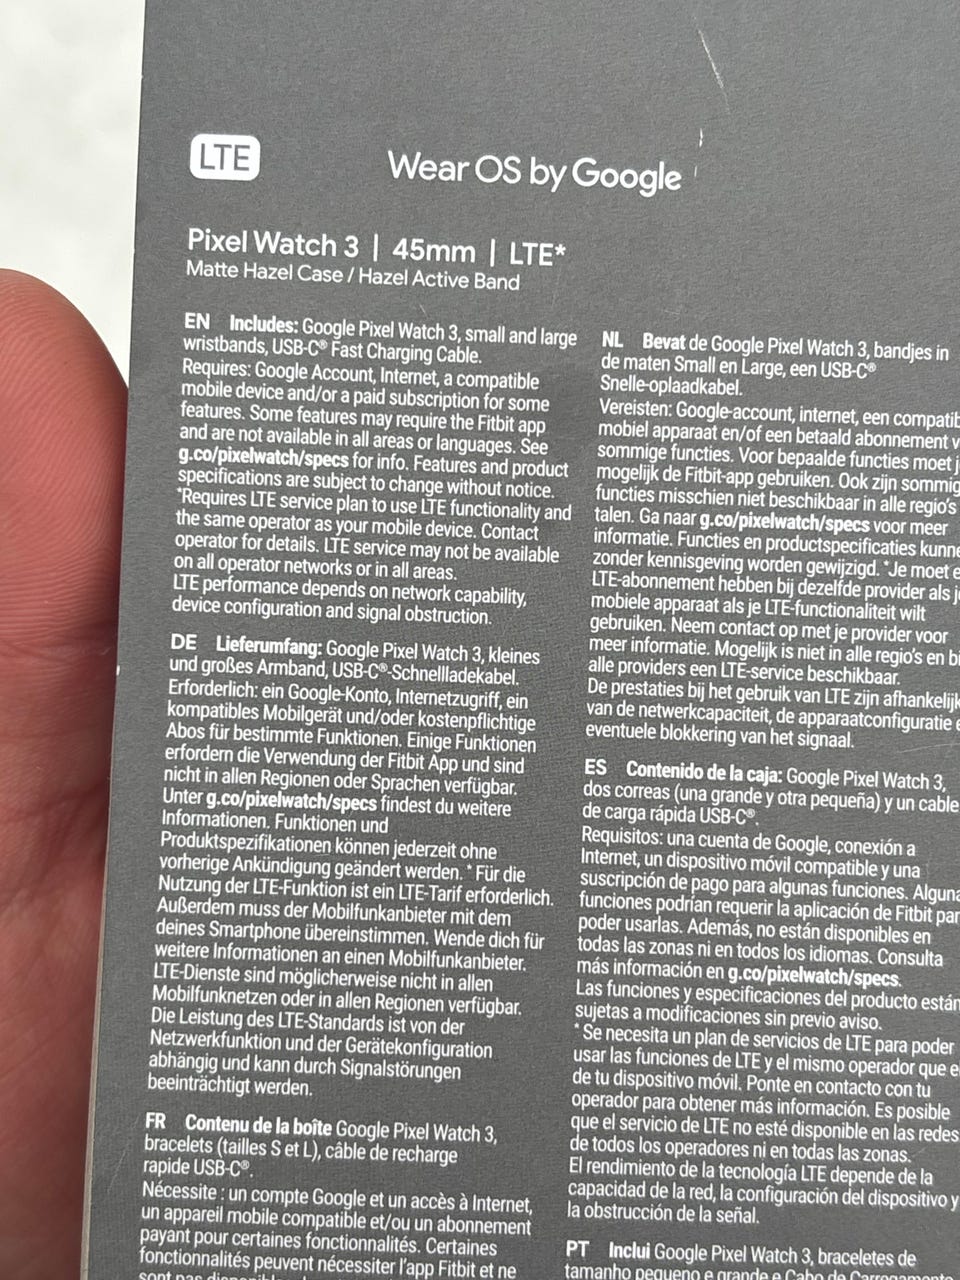 LTE
Wear OS by Google
Pixel Watch 3 | 45mm | LTE*
Matte Hazel Case / Hazel Active Band
EN Includes: Google Pixel Watch 3, small and large
wristbands, USB-C® Fast Charging Cable.
Requires: Google Account, Internet, a compatible
mobile device and/or a paid subscription for some
features. Some features may require the Fitbit app
and are not available in all areas or languages. See
g.co/pixelwatch/specs for info. Features and product
specifications are subject to change without notice.
*Requires LTE service plan to use LTE functionality and
the same operator as your mobile device. Contact
operator for details. LTE service may not be available
on all operator networks or in all areas.
LTE performance depends on network capability,
device configuration and signal obstruction.
DE Lieferumfang: Google Pixel Watch 3, kleines
und großes Armband, USB-C®-Schnellladekabel.
Erforderlich: ein Google-Konto, Internetzugriff, ein
kompatibles Mobilgerät und/oder kostenpflichtige
Abos für bestimmte Funktionen. Einige Funktionen
erfordern die Verwendung der Fitbit App und sind
nicht in allen Regionen oder Sprachen verfügbar.
Unter g.co/pixelwatch/specs findest du weitere
Informationen. Funktionen und
Produktspezifikationen können jederzeit ohne
vorherige Ankündigung geändert werden. * Für die
Nutzung der LTE-Funktion ist ein LTE-Tarif erforderlich.
Außerdem muss der Mobilfunkanbieter mit dem
deines Smartphone übereinstimmen. Wende dich für
weitere Informationen an einen Mobilfunkanbieter.
LTE-Dienste sind möglicherweise nicht in allen
Mobilfunknetzen oder in allen Regionen verfügbar.
Die Leistung des LTE-Standards ist von der
Netzwerkfunktion und der Gerätekonfiguration
abhängig und kann durch Signalstörungen
beeinträchtigt werden.
FR Contenu de la boîte Google Pixel Watch 3,
bracelets (tailles S et L), câble de recharge
rapide USB-C®.
Nécessite : un compte Google et un accès à Internet,
un appareil mobile compatible et/ou un abonnement
payant pour certaines fonctionnalités. Certaines
fonctionnalités peuvent nécessiter l'app Fitbit et ne
sont pas
NL Bevat de Google Pixel Watch 3, bandjes in
de maten Small en Large, een USB-C®
Snelle-oplaadkabel.
Vereisten: Google-account, internet, een compatib
mobiel apparaat en/of een betaald abonnement v
sommige functies. Voor bepaalde functies moet j
mogelijk de Fitbit-app gebruiken. Ook zijn sommig
functies misschien niet beschikbaar in alle regio's
talen. Ga naar g.co/pixelwatch/specs voor meer
informatie. Functies en productspecificaties kunne
zonder kennisgeving worden gewijzigd. *Je moet e
LTE-abonnement hebben bij dezelfde provider als j
mobiele apparaat als je LTE-functionaliteit wilt
gebruiken. Neem contact op met je provider voor
meer informatie. Mogelijk is niet in alle regio's en bi
alle providers een LTE-service beschikbaar.
De prestaties bij het gebruik van LTE zijn afhankelijk
van de netwerkcapaciteit, de apparaatconfiguratie e
eventuele blokkering van het signaal.
ES Contenido de la caja: Google Pixel Watch 3,
dos correas (una grande y otra pequeña) y un cable
de carga rápida USB-C®.
Requisitos: una cuenta de Google, conexión a
Internet, un dispositivo móvil compatible y una
suscripción de pago para algunas funciones. Alguna
funciones podrían requerir la aplicación de Fitbit par
poder usarlas. Además, no están disponibles en
todas las zonas ni en todos los idiomas. Consulta
más información en g.co/pixelwatch/specs.
Las funciones y especificaciones del producto están
sujetas a modificaciones sin previo aviso.
* Se necesita un plan de servicios de LTE para poder
usar las funciones de LTE y el mismo operador que e
de tu dispositivo móvil. Ponte en contacto con tu
operador para obtener más información. Es posible
que el servicio de LTE no esté disponible en las redes
de todos los operadores ni en todas las zonas.
El rendimiento de la tecnología LTE depende de la
capacidad de la red, la configuración del dispositivo y
la obstrucción de la señal.
PT Inclui Google Pixel Watch 3, braceletes de
tamanho pequeno e grande e Cabo de